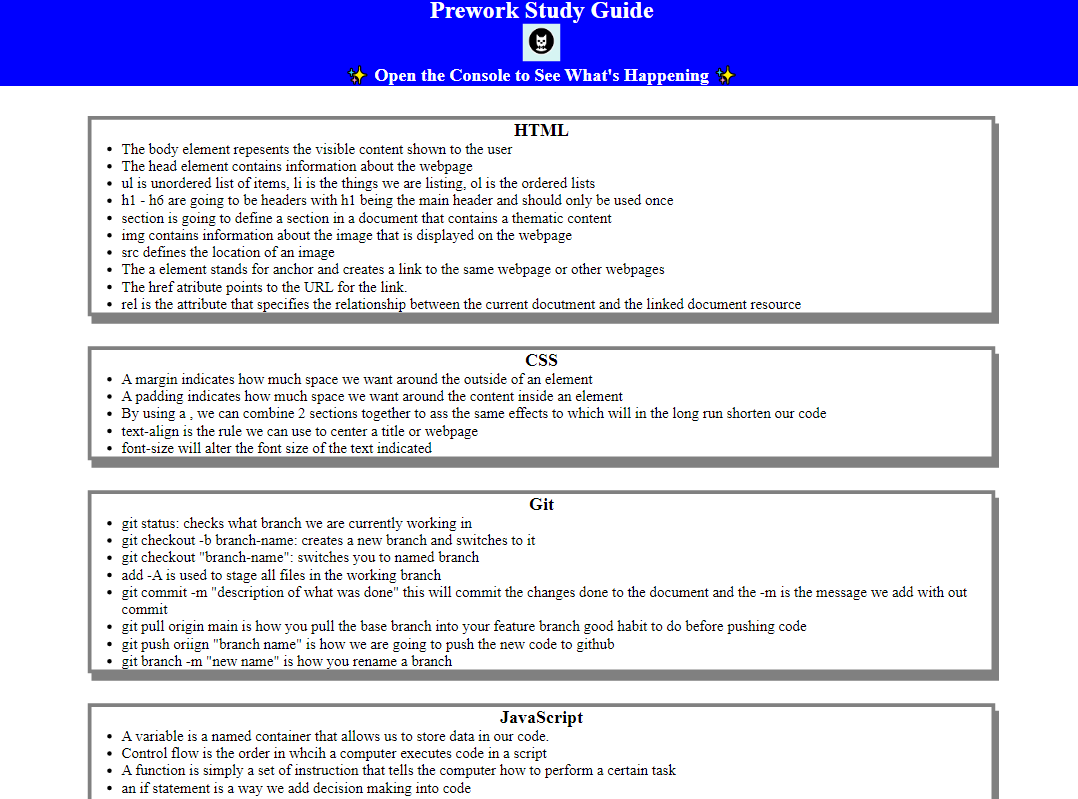 Prework Study Guide
✨ Open the Console to See What's Happening ✨
HTML
• The body element repesents the visible content shown to the user
• The head element contains information about the webpage
• ul is unordered list of items, li is the things we are listing, ol is the ordered lists
• h1 - h6 are going to be headers with h1 being the main header and should only be used once
• section is going to define a section in a document that contains a thematic content
• img contains information about the image that is displayed on the webpage
• src defines the location of an image
• The a element stands for anchor and creates a link to the same webpage or other webpages
• The href atribute points to the URL for the link.
• rel is the attribute that specifies the relationship between the current docutment and the linked document resource
CSS
• A margin indicates how much space we want around the outside of an element
• A padding indicates how much space we want around the content inside an element
• By using a , we can combine 2 sections together to ass the same effects to which will in the long run shorten our code
• text-align is the rule we can use to center a title or webpage
• font-size will alter the font size of the text indicated
Git
• git status: checks what branch we are currently working in
• git checkout -b branch-name: creates a new branch and switches to it
• git checkout "branch-name": switches you to named branch
• add -A is used to stage all files in the working branch
• git commit -m "description of what was done" this will commit the changes done to the document and the -m is the message we add with out
commit
• git pull origin main is how you pull the base branch into your feature branch good habit to do before pushing code
• git push oriign "branch name" is how we are going to push the new code to github
• git branch -m "new name" is how you rename a branch
JavaScript
• A variable is a named container that allows us to store data in our code.
• Control flow is the order in whcih a computer executes code in a script
• A function is simply a set of instruction that tells the computer how to perform a certain task
• an if statement is a way we add decision making into code